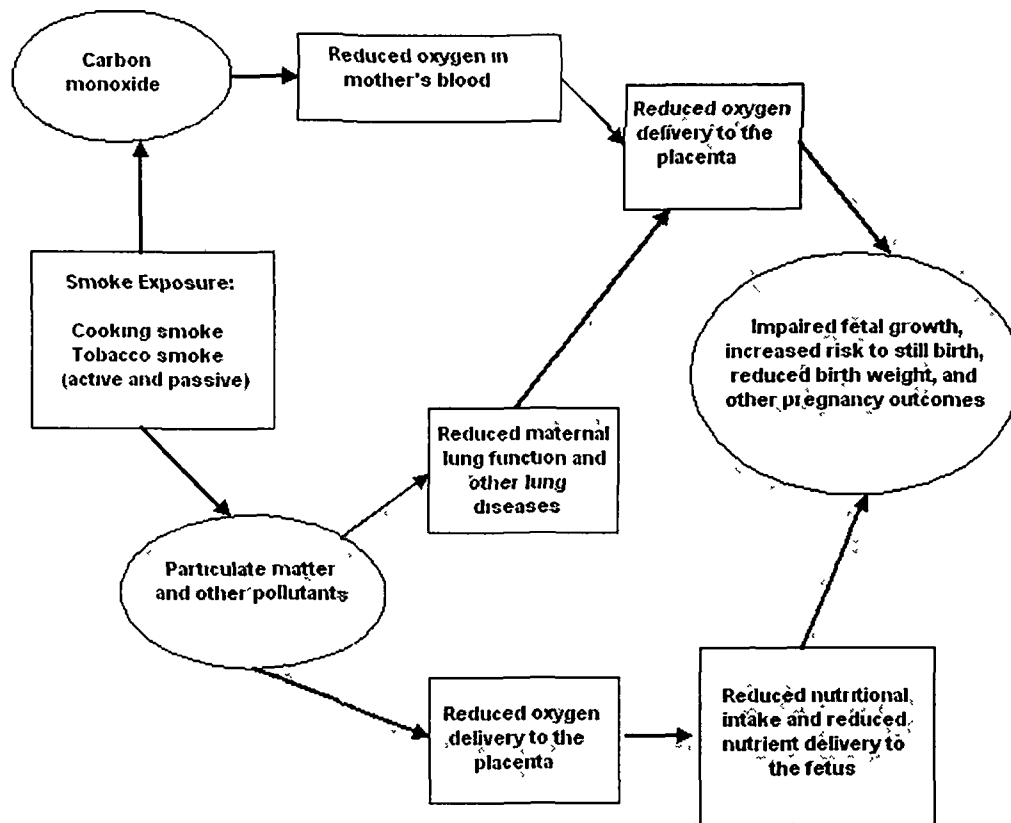 Carbon
monoxide
Reduced oxygen in
mother's blood
Reduced oxygen
delivery to the
placenta
Smoke Exposure:
Cooking smoke
Tobacco smoke
(active and passive)
Impaired fetal growth,
increased risk to still birth,
reduced birth weight, and
other pregnancy outcomes
Reduced maternal
lung function and
other lung
diseases
Particulate matter
and other pollutants
Reduced oxygen
delivery to the
placenta
Reduced nutritional
intake and reduced
nutrient delivery to
the fetus